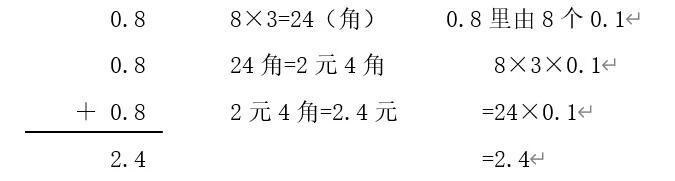 0.8 8×3=24（角） 0.8里由8个0.1↵
0.8 24角=2元4角 8×3×0.1↵
＋ 0.8 2元4角=2.4元 =24×0.1↵
2.4 =2.4↵